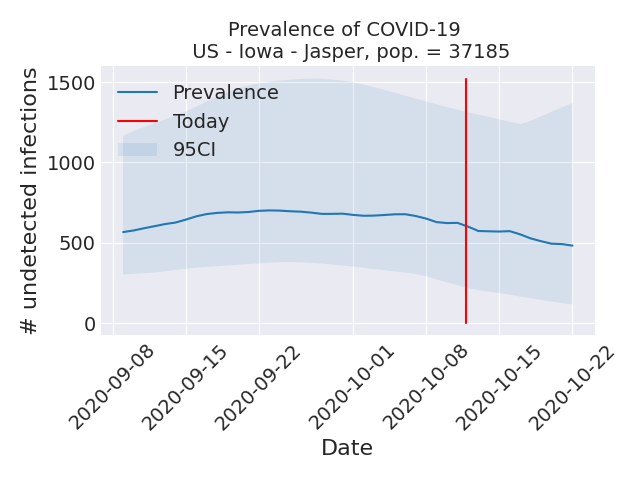 Prevalence of COVID-19
US - Iowa - Jasper, pop. = 37185
# undetected infections
1500
1000
500
0
Prevalence
Today
95CI
2020-09-08
2020-09-15
2020-09-22
2020-10-01
2020-10-08
2020-10-15
2020-10-22
Date